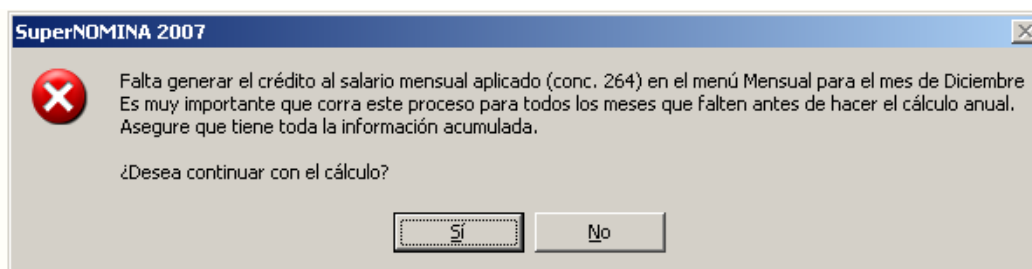 SuperNOMINA 2007
Falta generar el crédito al salario mensual aplicado (conc. 264) en el menú Mensual para el mes de Diciembre
Es muy importante que corra este proceso para todos los meses que falten antes de hacer el cálculo anual.
Asegure que tiene toda la información acumulada.
¿Desea continuar con el cálculo?
Sí
No